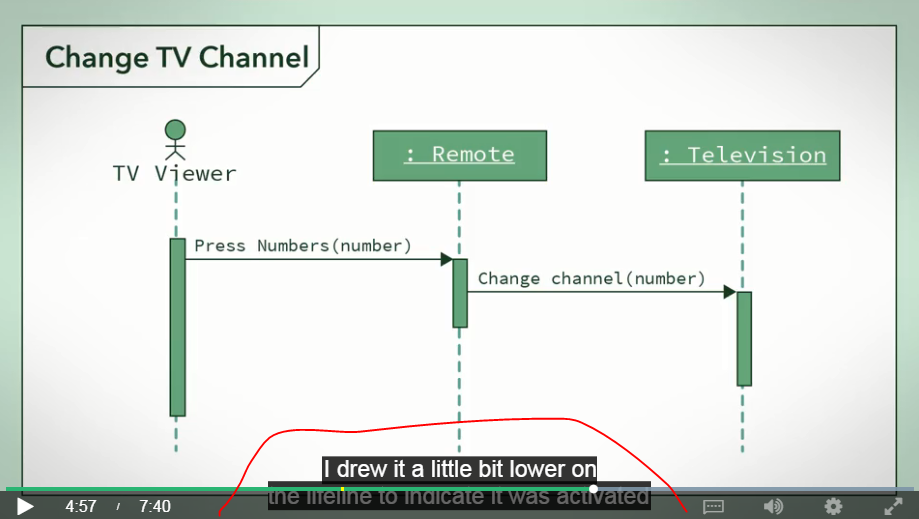 Change TV Channel
TV Viewer
: Remote
: Television
Press Numbers(number)
Change channel(number)
I drew it a little bit lower on
the lifeline to indicate it was activated
4:57 / 7:40